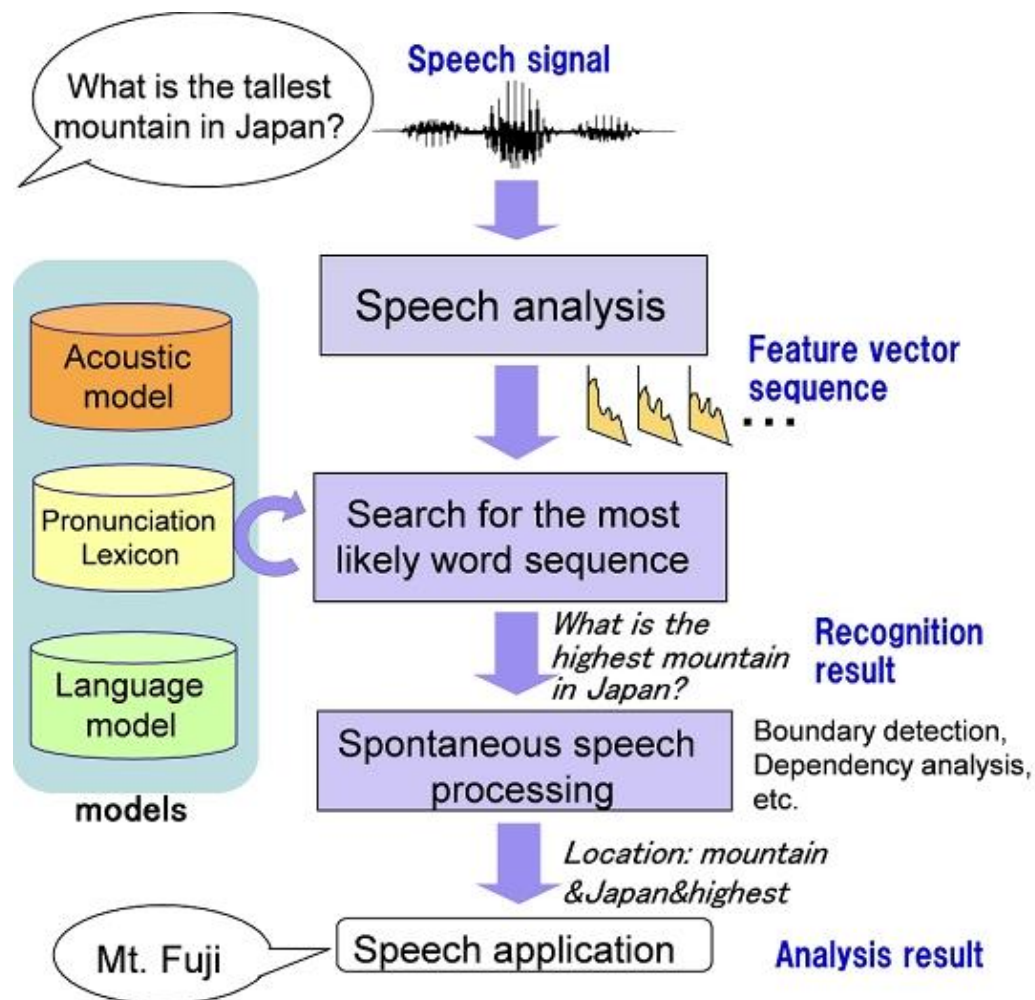 What is the tallest
mountain in Japan?
Speech signal
Speech analysis
Feature vector
sequence
Acoustic
model
Pronunciation
Lexicon
Language
model
models
Search for the most
likely word sequence
What is the
highest mountain
in Japan?
Recognition
result
Spontaneous speech
processing
Boundary detection,
Dependency analysis,
etc.
Location: mountain
&Japan&highest
Mt. Fuji
Speech application
Analysis result